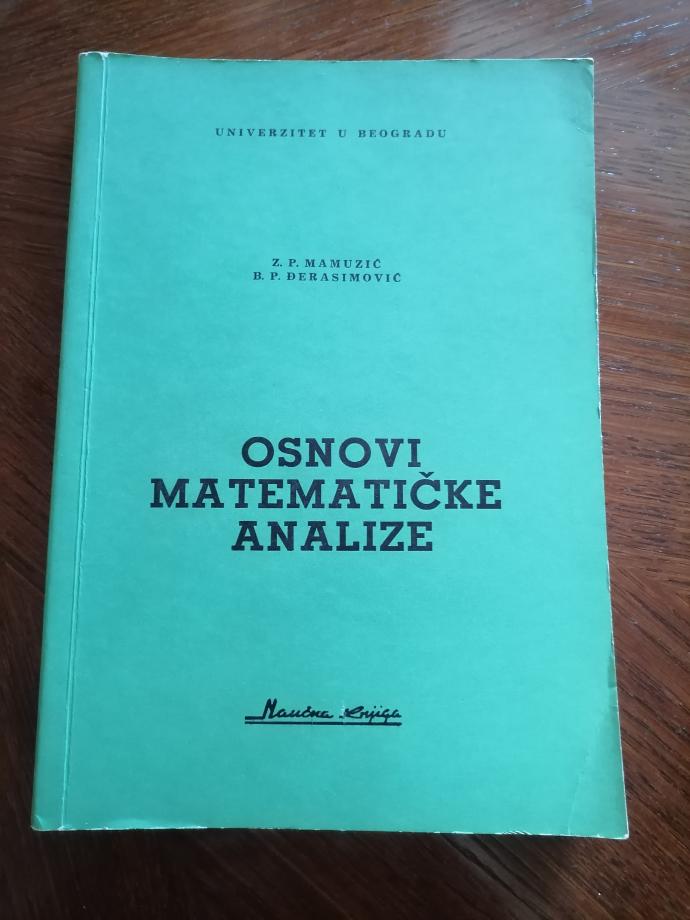 UNIVERZITET U BEOGRADU
Z. P. MAMUZIĆ
B. P. ĐERASIMOVIĆ
OSNOVI
MATEMATIČKE
ANALIZE
Naučna knjiga